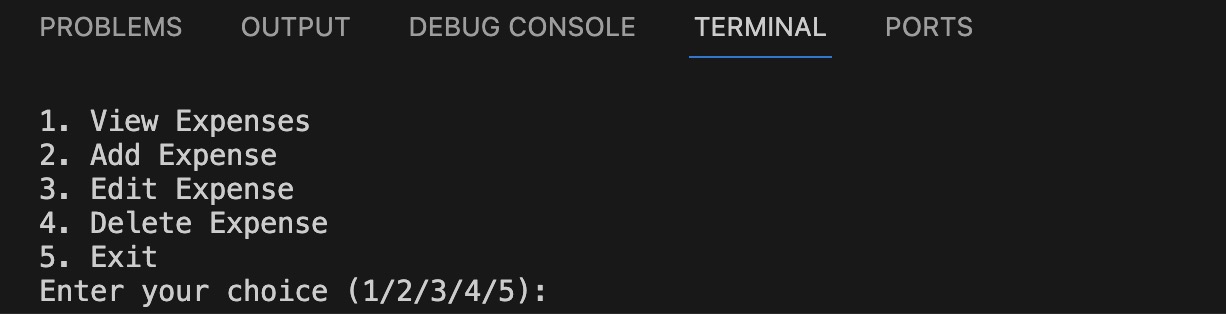 PROBLEMS OUTPUT DEBUG CONSOLE TERMINAL PORTS
1. View Expenses
2. Add Expense
3. Edit Expense
4. Delete Expense
5. Exit
Enter your choice (1/2/3/4/5):